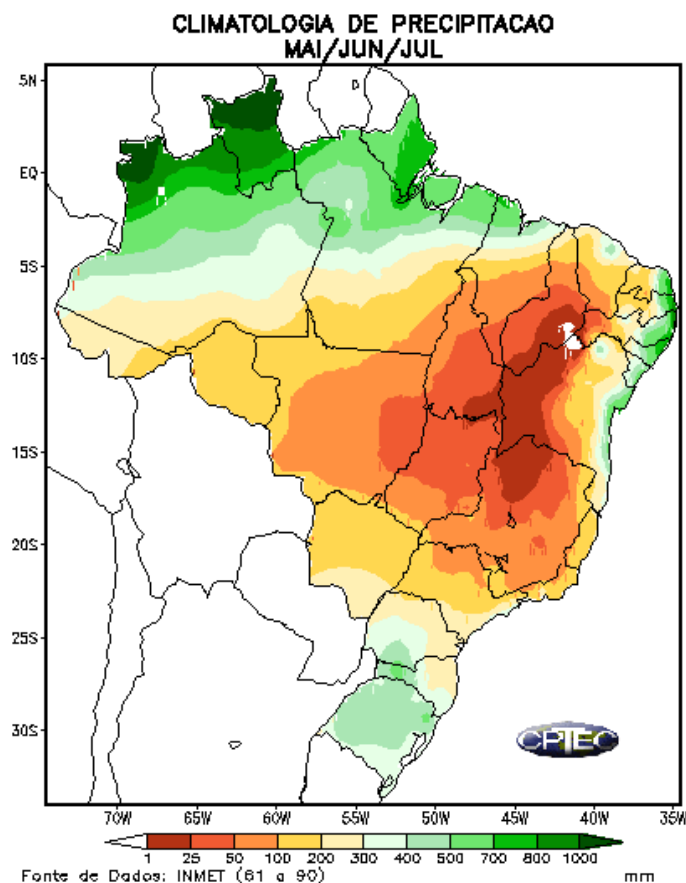 CLIMATOLOGIA DE PRECIPITACAO
MAI/JUN/JUL
5N
EQ
5S
10S
15S
20S
25S
30S
CPTEC
70W 65W 60W 55W 50W 45W 40W 35W
1 25 50 100 200 300 400 500 700 800 1000
Fonte de Dados: INMET (61 a 90) mm